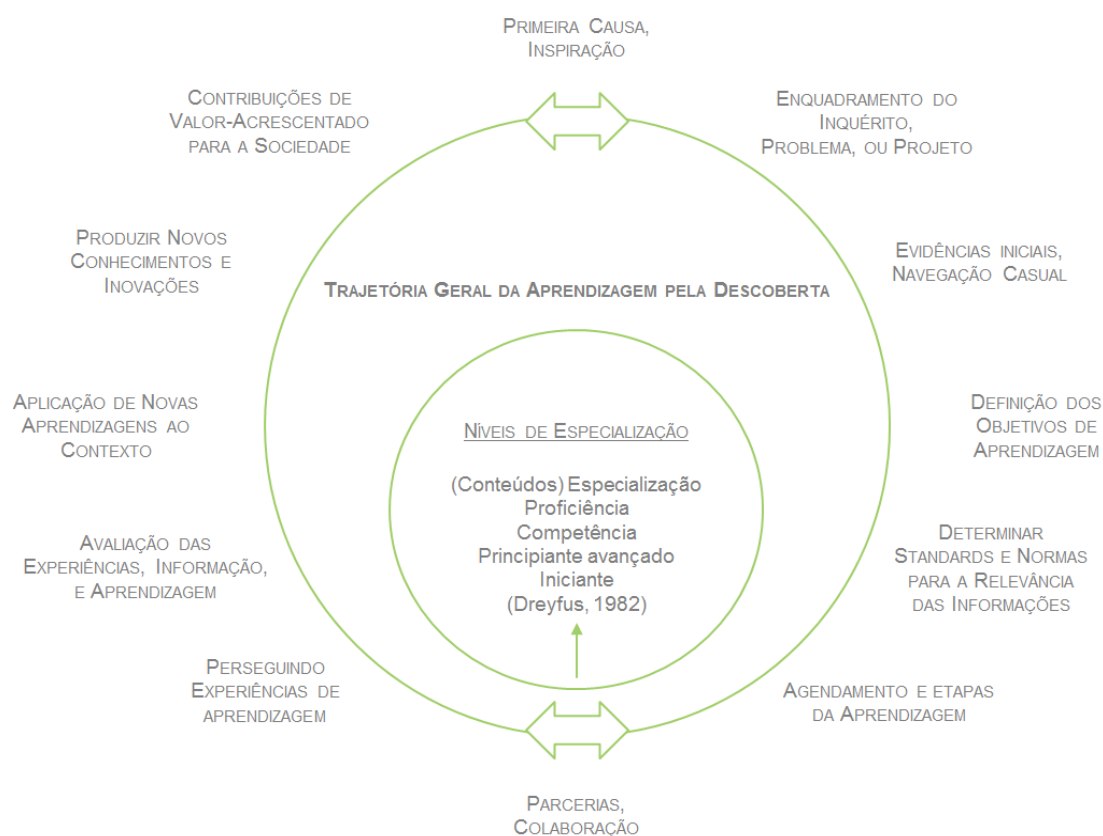 Primeira Causa,
Inspiração
Contribuições de
Valor-Acrescentado
para a Sociedade
Enquadramento do
Inquérito,
Problema, ou Projeto
Produzir Novos
Conhecimentos e
Inovações
Evidências iniciais,
Navegação Casual
Trajetória Geral da Aprendizagem pela Descoberta
Aplicação de Novas
Aprendizagens ao
Contexto
Definição dos
Objetivos de
Aprendizagem
Níveis de Especialização
(Conteúdos) Especialização
Proficiência
Competência
Principiante avançado
Iniciante
(Dreyfus, 1982)
Avaliação das
Experiências, Informação,
e Aprendizagem
Determinar
Standards e Normas
para a Relevância
das Informações
Perseguindo
Experiências de
aprendizagem
Agendamento e etapas
da Aprendizagem
Parcerias,
Colaboração